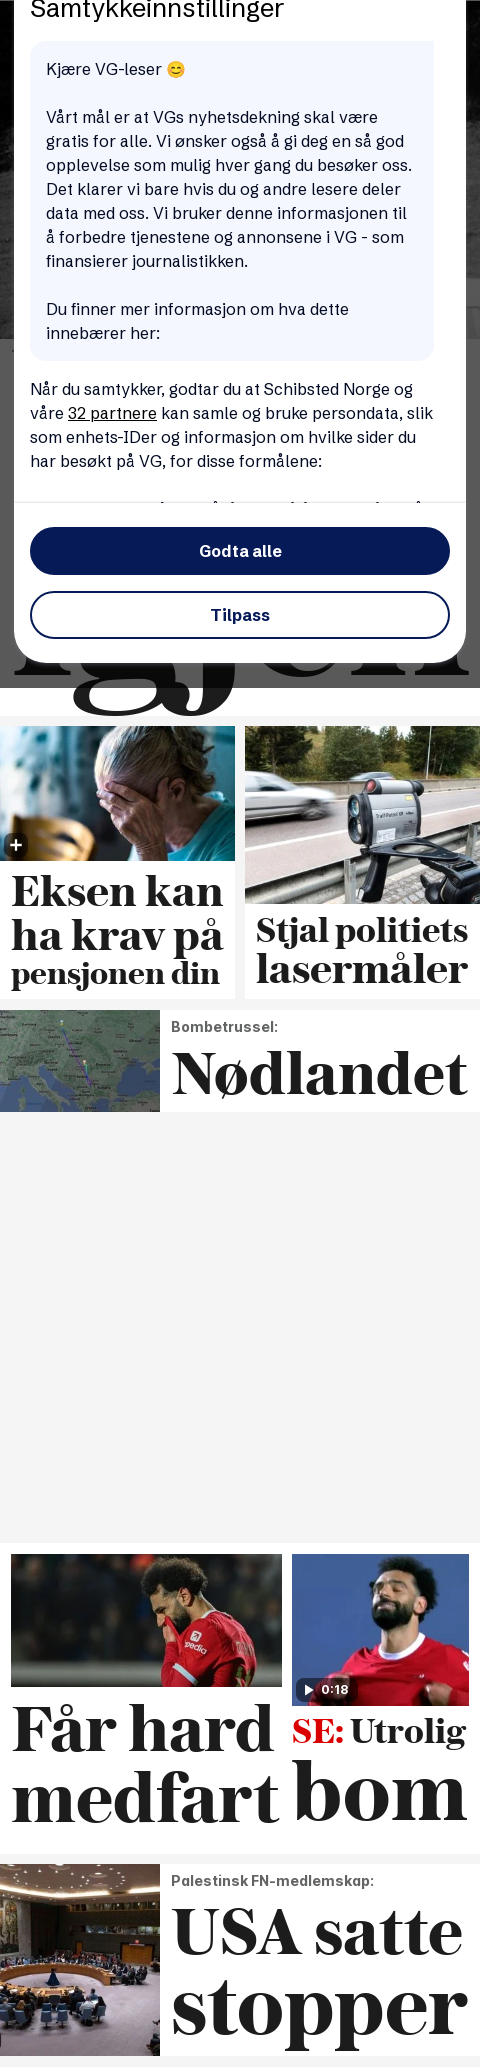 Samtykkeinnstillinger
Kjære VG-leser 😊
Vårt mål er at VGs nyhetsdekning skal være
gratis for alle. Vi ønsker også å gi deg en så god
opplevelse som mulig hver gang du besøker oss.
Det klarer vi bare hvis du og andre lesere deler
data med oss. Vi bruker denne informasjonen til
å forbedre tjenestene og annonsene i VG - som
finansierer journalistikken.
Du finner mer informasjon om hva dette
innebærer her:
Når du samtykker, godtar du at Schibsted Norge og
våre 32 partnere kan samle og bruke persondata, slik
som enhets-IDer og informasjon om hvilke sider du
har besøkt på VG, for disse formålene:
Godta alle
Tilpass
igjen
Eksen kan
ha krav på
pensjonen din
Stjal politiets
lasermåler
Bombetrussel:
Nødlandet
0:18
Får hard
medfart
SE: Utrolig
bom
Palestinsk FN-medlemskap:
USA satte
stopper